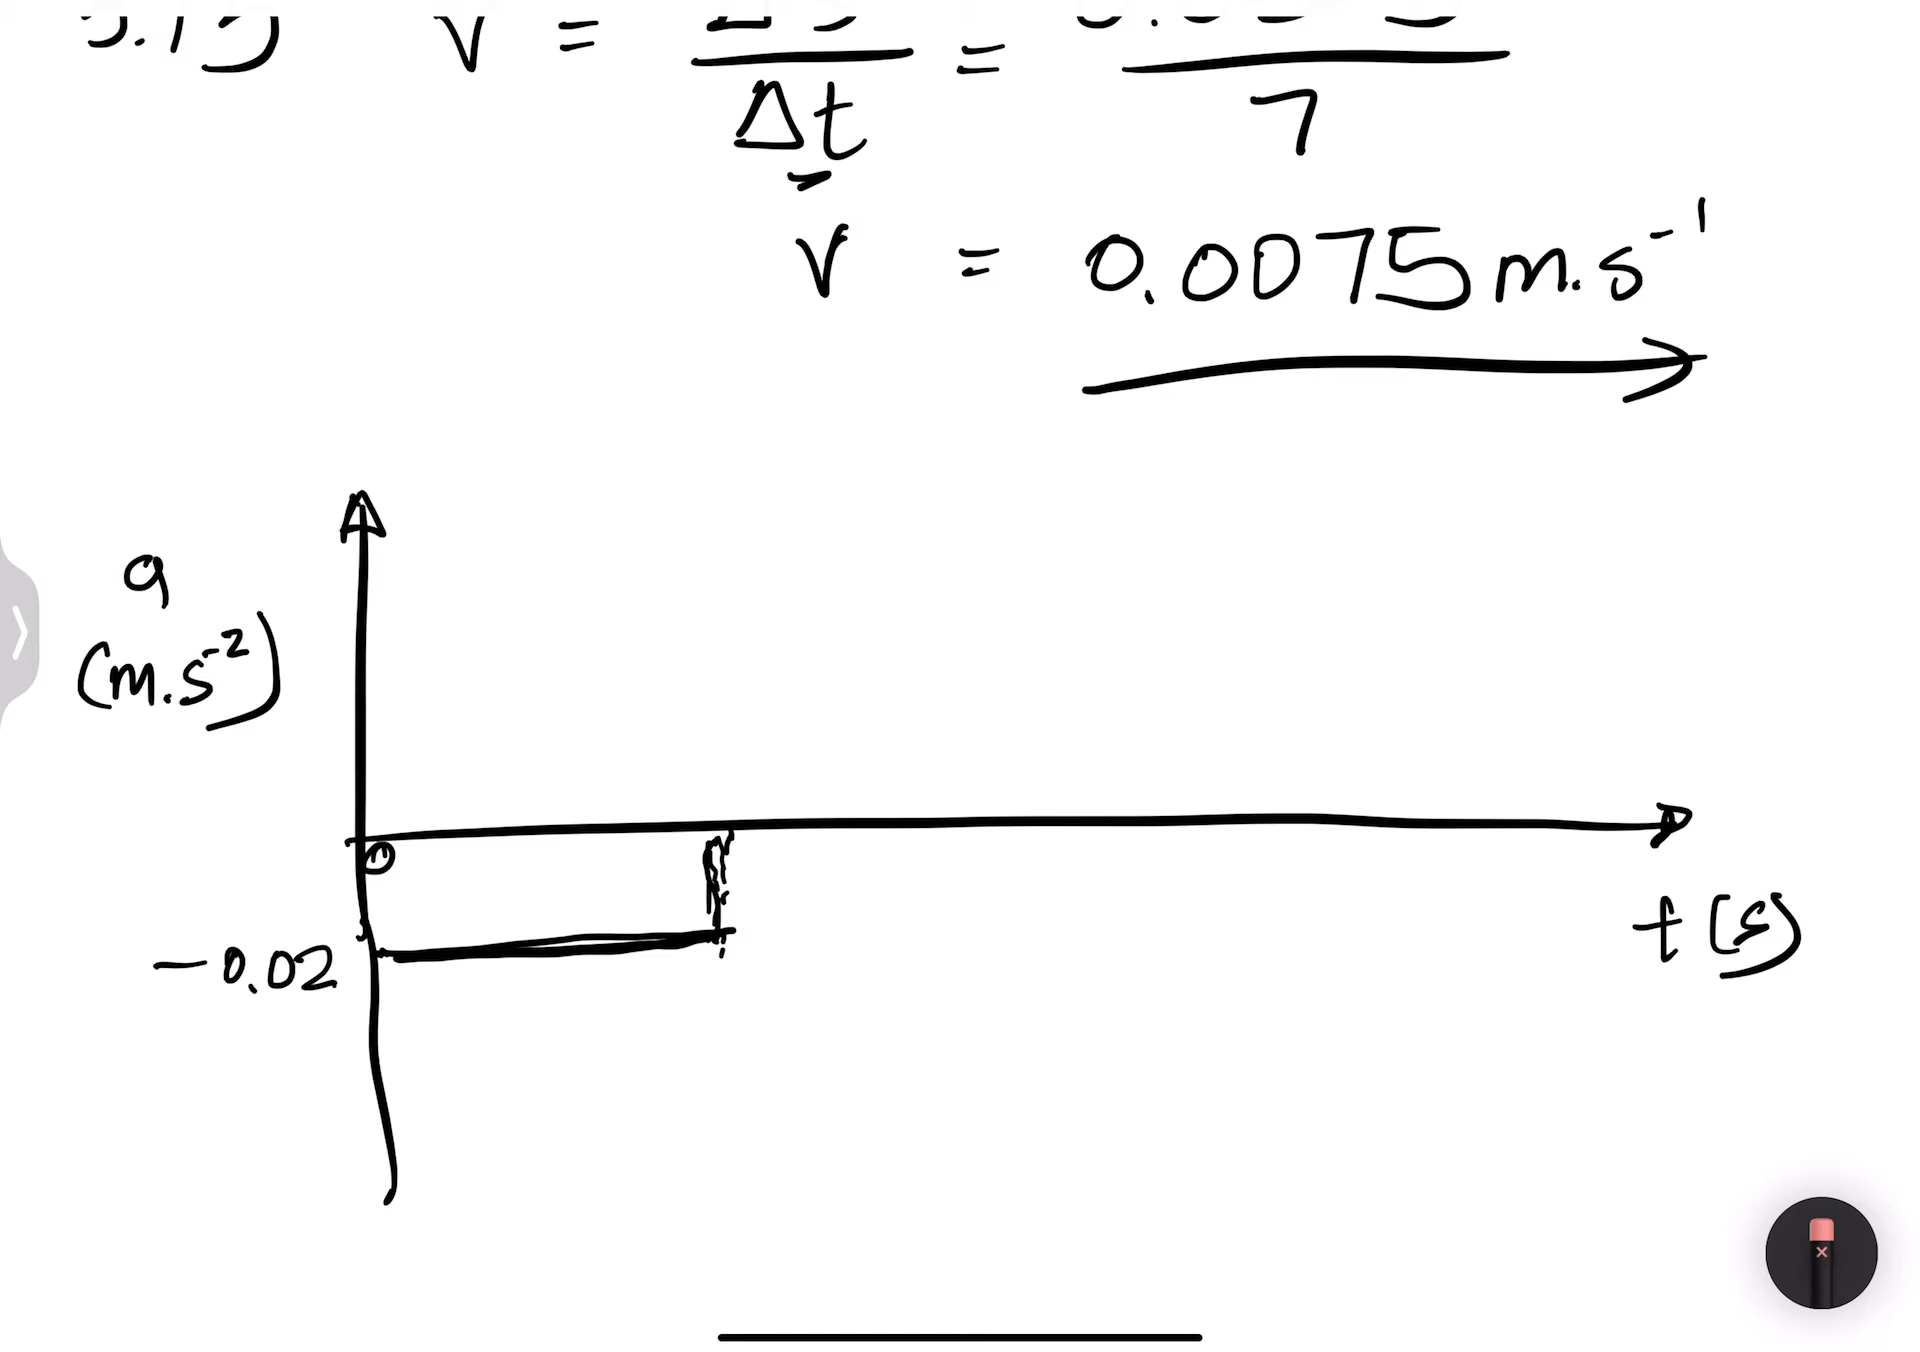 v = =
Δt 7
v = 0.0075 m.s⁻¹
a
(m.s⁻²)
0
-0.02
t (s)